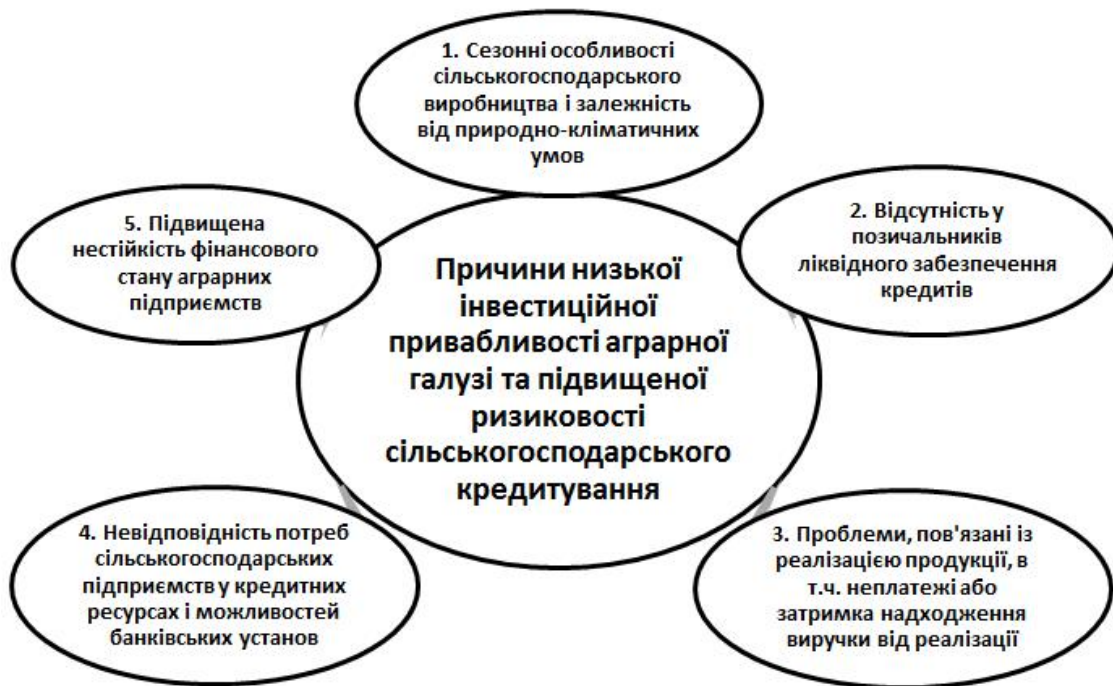 1. Сезонні особливості
сільськогосподарського
виробництва і залежність
від природно-кліматичних
умов
2. Відсутність у
позичальників
ліквідного забезпечення
кредитів
3. Проблеми, пов'язані із
реалізацією продукції, в
т.ч. неплатежі або
затримка надходження
виручки від реалізації
4. Невідповідність потреб
сільськогосподарських
підприємств у кредитних
ресурсах і можливостей
банківських установ
5. Підвищена
нестійкість фінансового
стану аграрних
підприємств
Причини низької
інвестиційної
привабливості аграрної
галузі та підвищеної
ризиковості
сільськогосподарського
кредитування